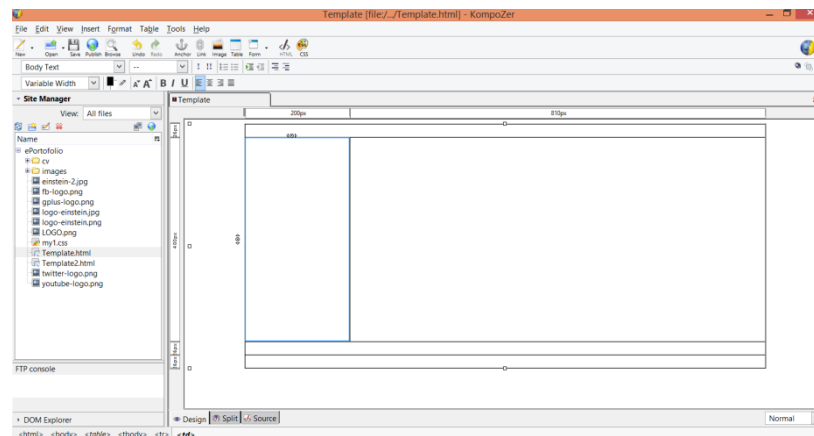 Template [file:/.../Template.html] - KompoZer
File Edit View Insert Format Table Tools Help
New Open Save Publish Browse Undo Redo Anchor Link Image Table Form HTML CSS
Body Text --
Variable Width B I U
Site Manager Template
View: All files 200px 810px
Name
ePortofolio
cv
images
einstein-2.jpg
fb-logo.png
gplus-logo.png
logo-einstein.jpg
logo-einstein.png
LOGO.png
my1.css
400px
Template.html
Template2.html
twitter-logo.png
youtube-logo.png
FTP console
DOM Explorer Design Split Source Normal
<html> <body> <table> <tbody> <tr> <td>